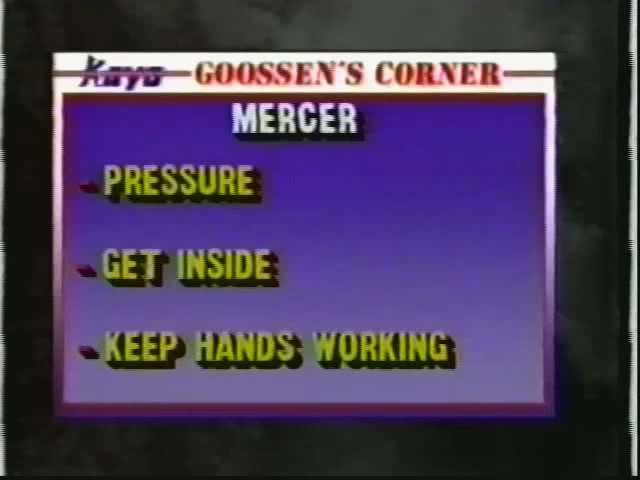 Kayo GOOSSEN'S CORNER
MERCER
- PRESSURE
- GET INSIDE
- KEEP HANDS WORKING